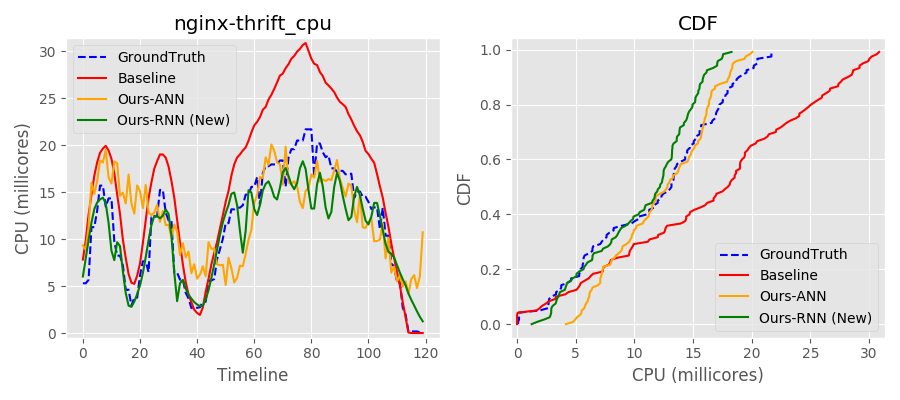 nginx-thrift_cpu
CPU (millicores)
30
25
20
15
10
5
0
GroundTruth
Baseline
Ours-ANN
Ours-RNN (New)
0 20 40 60 80 100 120
Timeline
CDF
CDF
1.0
0.8
0.6
0.4
0.2
0.0
GroundTruth
Baseline
Ours-ANN
Ours-RNN (New)
0 5 10 15 20 25 30
CPU (millicores)